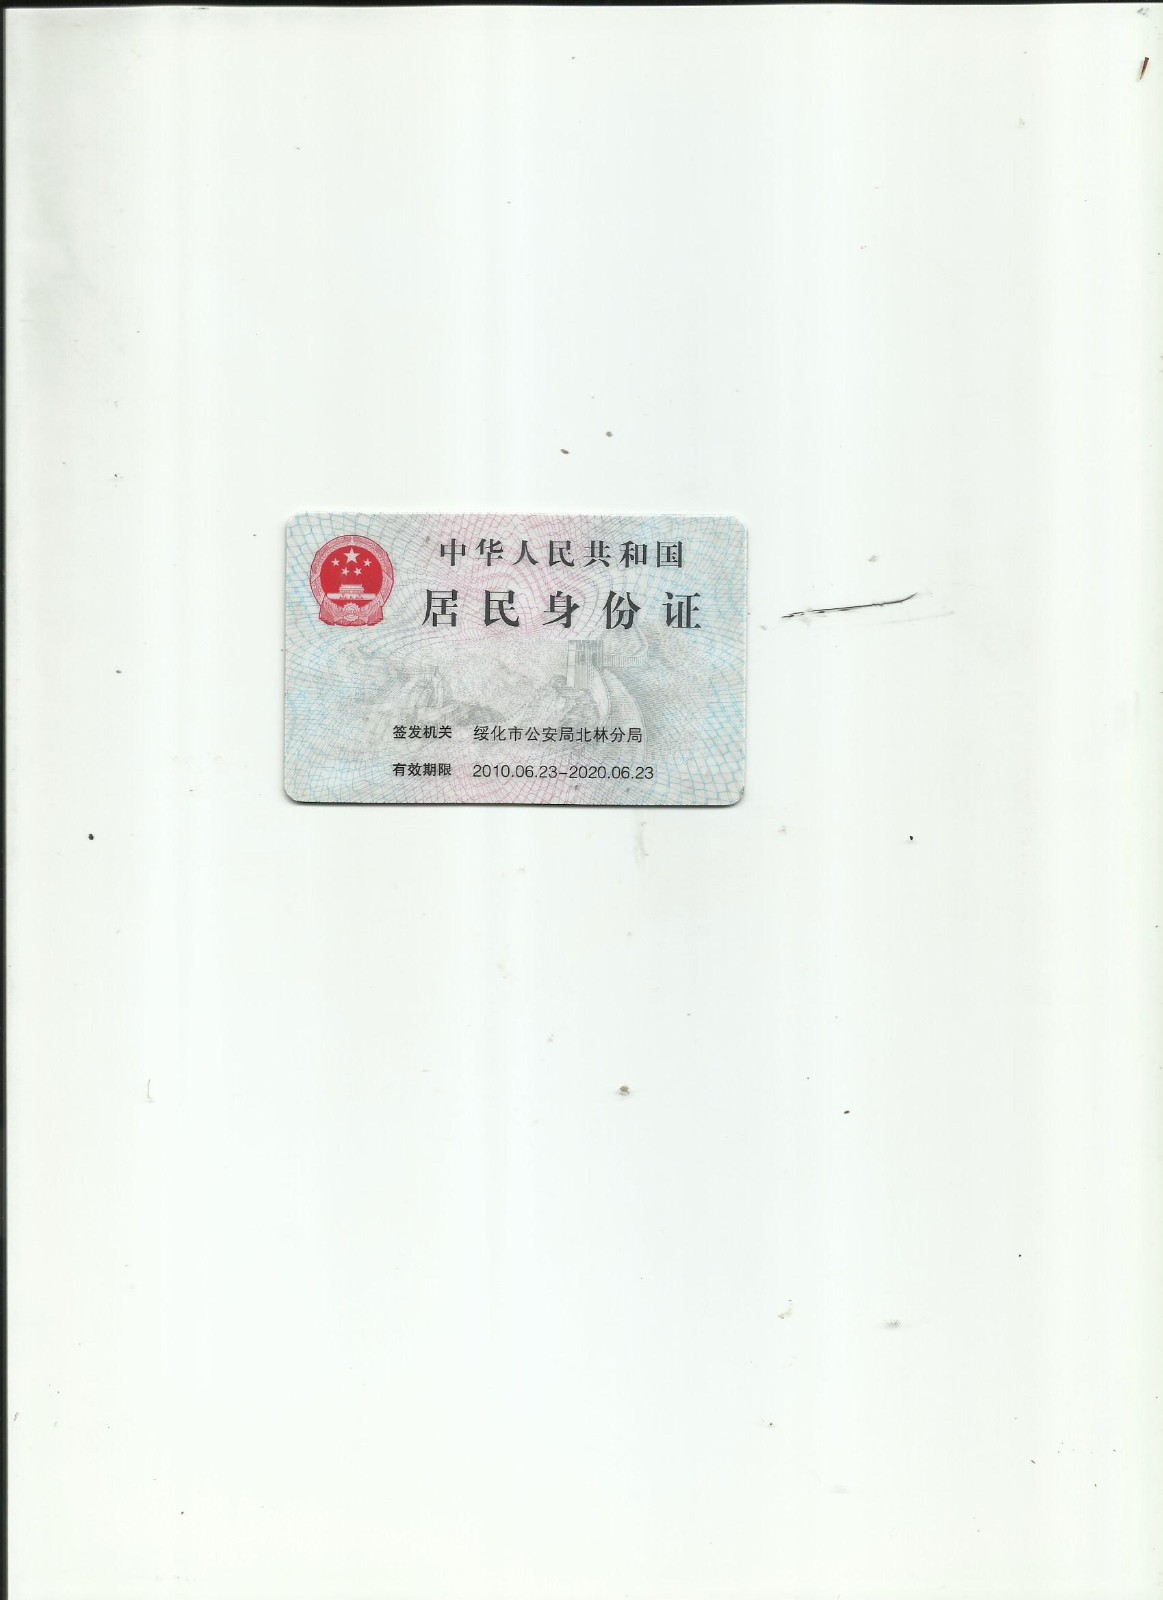 中华人民共和国
居民身份证
签发机关 绥化市公安局北林分局
有效期限 2010.06.23-2020.06.23